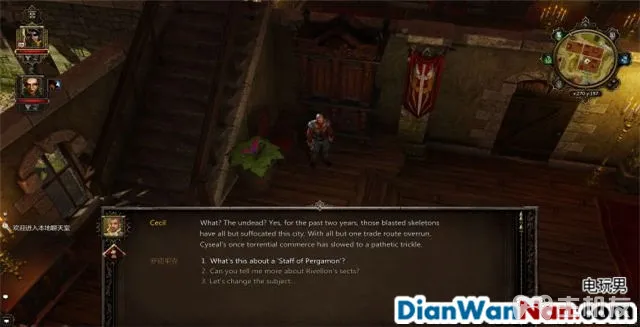 x:270 y:197
欢迎进入本地聊天室
Cecil
What? The undead? Yes, for the past two years, those blasted skeletons
have all but suffocated this city. With all but one trade route overrun,
Cyseal's once torrential commerce has slowed to a pathetic trickle.
1. What's this about a 'Staff of Pergamon'?
2. Can you tell me more about Rivellon's sects?
3. Let's change the subject...
电玩男
DianWanNan.com